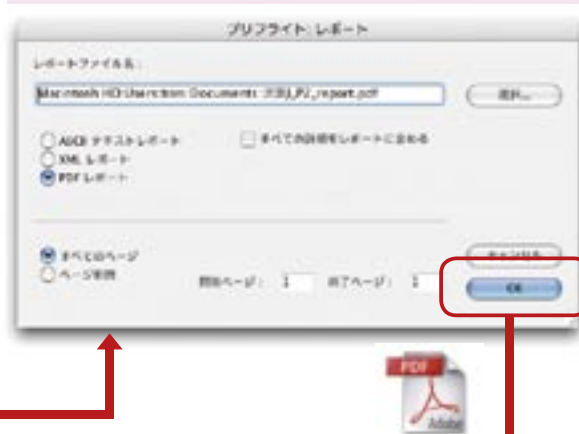 プリフライト: レポート
レポートファイル名:
選択...
ASCII テキストレポート
すべての詳細をレポートに含める
XML レポート
PDF レポート
すべてのページ
ページ範囲
開始ページ: 1
終了ページ: 1
キャンセル
OK
PDF
Adobe